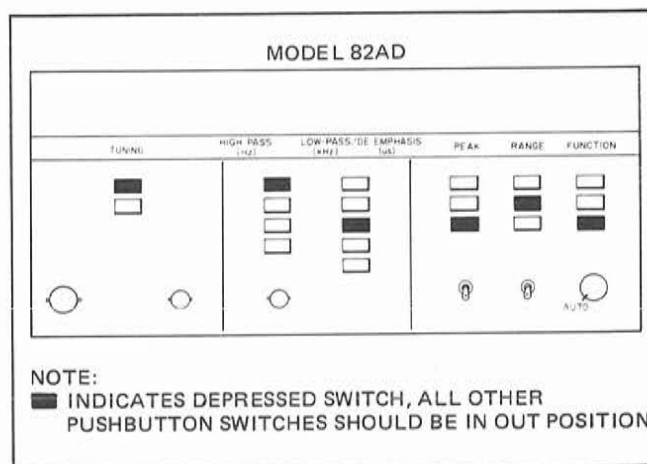 MODEL 82AD
TUNING
HIGH PASS
(HZ)
LOW-PASS/DE EMPHASIS
(KHZ) (us)
PEAK
RANGE
FUNCTION
AUTO
NOTE:
INDICATES DEPRESSED SWITCH, ALL OTHER
PUSHBUTTON SWITCHES SHOULD BE IN OUT POSITION